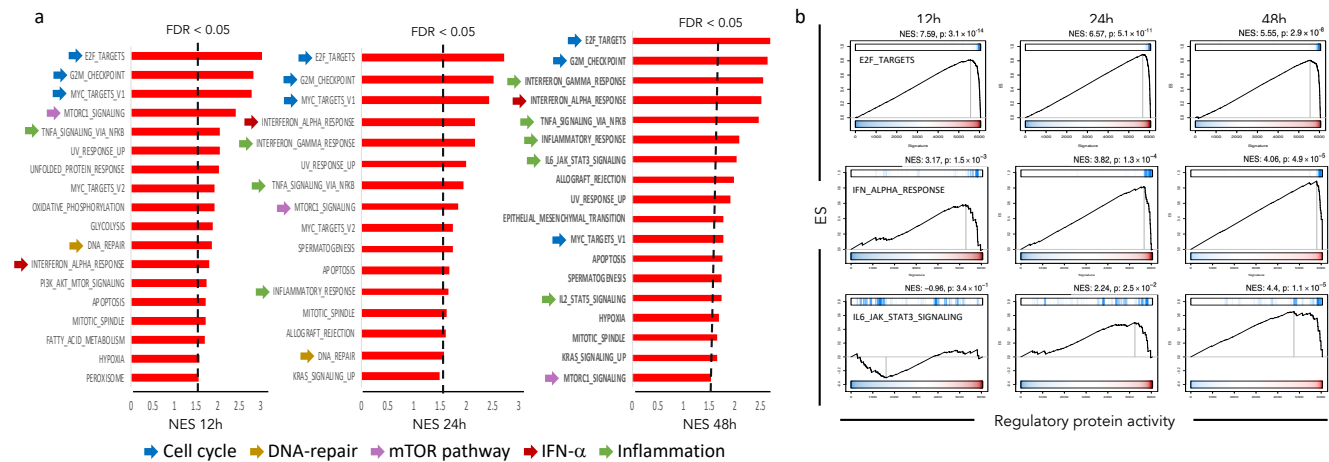 a
FDR < 0.05
E2F_TARGETS
G2M_CHECKPOINT
MYC_TARGETS_V1
MTORC1_SIGNALING
TNFA_SIGNALING_VIA_NFKB
UV_RESPONSE_UP
UNFOLDED_PROTEIN_RESPONSE
MYC_TARGETS_V2
OXIDATIVE_PHOSPHORYLATION
GLYCOLYSIS
DNA_REPAIR
INTERFERON_ALPHA_RESPONSE
PI3K_AKT_MTOR_SIGNALING
APOPTOSIS
MITOTIC_SPINDLE
FATTY_ACID_METABOLISM
HYPOXIA
PEROXISOME
0 0.5 1 1.5 2 2.5 3
NES 12h
FDR < 0.05
E2F_TARGETS
G2M_CHECKPOINT
MYC_TARGETS_V1
INTERFERON_ALPHA_RESPONSE
INTERFERON_GAMMA_RESPONSE
UV_RESPONSE_UP
TNFA_SIGNALING_VIA_NFKB
MTORC1_SIGNALING
MYC_TARGETS_V2
SPERMATOGENESIS
APOPTOSIS
INFLAMMATORY_RESPONSE
MITOTIC_SPINDLE
ALLOGRAFT_REJECTION
DNA_REPAIR
KRAS_SIGNALING_UP
0 0.5 1 1.5 2 2.5 3
NES 24h
FDR < 0.05
E2F_TARGETS
G2M_CHECKPOINT
INTERFERON_GAMMA_RESPONSE
INTERFERON_ALPHA_RESPONSE
TNFA_SIGNALING_VIA_NFKB
INFLAMMATORY_RESPONSE
IL6_JAK_STAT3_SIGNALING
ALLOGRAFT_REJECTION
UV_RESPONSE_UP
EPITHELIAL_MESENCHYMAL_TRANSITION
MYC_TARGETS_V1
APOPTOSIS
SPERMATOGENESIS
IL2_STAT5_SIGNALING
HYPOXIA
MITOTIC_SPINDLE
KRAS_SIGNALING_UP
MTORC1_SIGNALING
0 0.5 1 1.5 2 2.5
NES 48h
Cell cycle DNA-repair mTOR pathway IFN-α Inflammation
b
12h 24h 48h
NES: 7.59, p: 3.1 × 10⁻¹⁴ NES: 6.57, p: 5.1 × 10⁻¹¹ NES: 5.55, p: 2.9 × 10⁻⁸
E2F_TARGETS
NES: 3.17, p: 1.5 × 10⁻³ NES: 3.82, p: 1.3 × 10⁻⁴ NES: 4.06, p: 4.9 × 10⁻⁵
IFN_ALPHA_RESPONSE
ES
NES: −0.96, p: 3.4 × 10⁻¹ NES: 2.24, p: 2.5 × 10⁻² NES: 4.4, p: 1.1 × 10⁻⁵
IL6_JAK_STAT3_SIGNALING
Regulatory protein activity